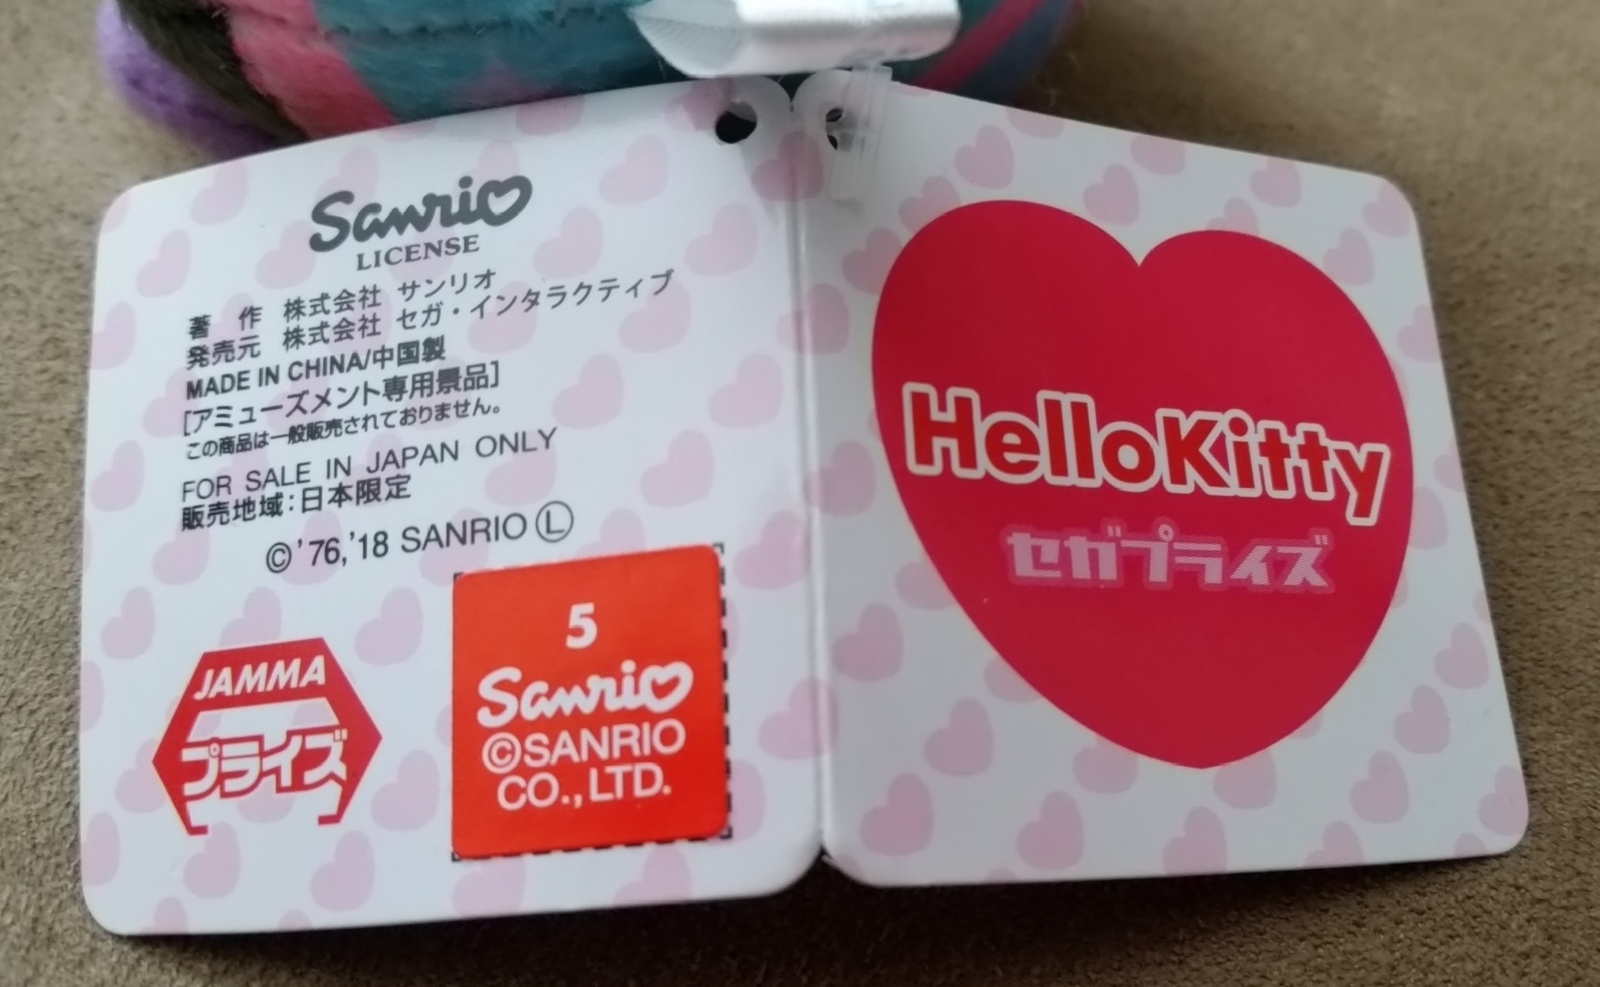 Sanrio
LICENSE
著　作　株式会社　サンリオ
発売元　株式会社　セガ・インタラクティブ
MADE IN CHINA/中国製
[アミューズメント専用景品]
この商品は一般販売されておりません。
FOR SALE IN JAPAN ONLY
販売地域:日本限定
©'76,'18 SANRIO Ⓛ
JAMMA
プライズ
5
Sanrio
©SANRIO
CO.,LTD.
HelloKitty
セガプライズ